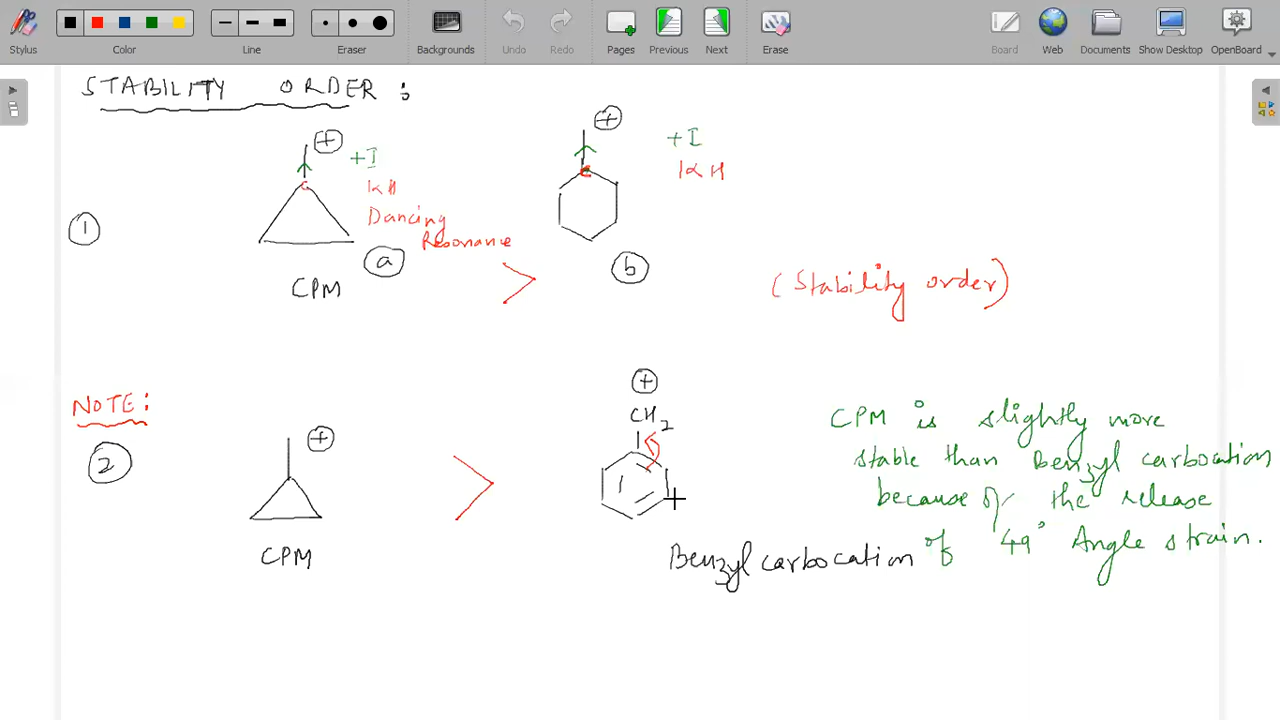 Stylus
Color
Line
Eraser
Backgrounds
Undo
Redo
Pages
Previous
Next
Erase
Board
Web
Documents
Show Desktop
OpenBoard
STABILITY ORDER :
1
+
+I
1αH
Dancing
Resonance
a
CPM
>
+
+I
1αH
b
(Stability order)
NOTE:
2
+
CPM
>
+
CH2
Benzyl carbocation
CPM is slightly more
stable than Benzyl carbocation
because of the release
of 49° Angle strain.